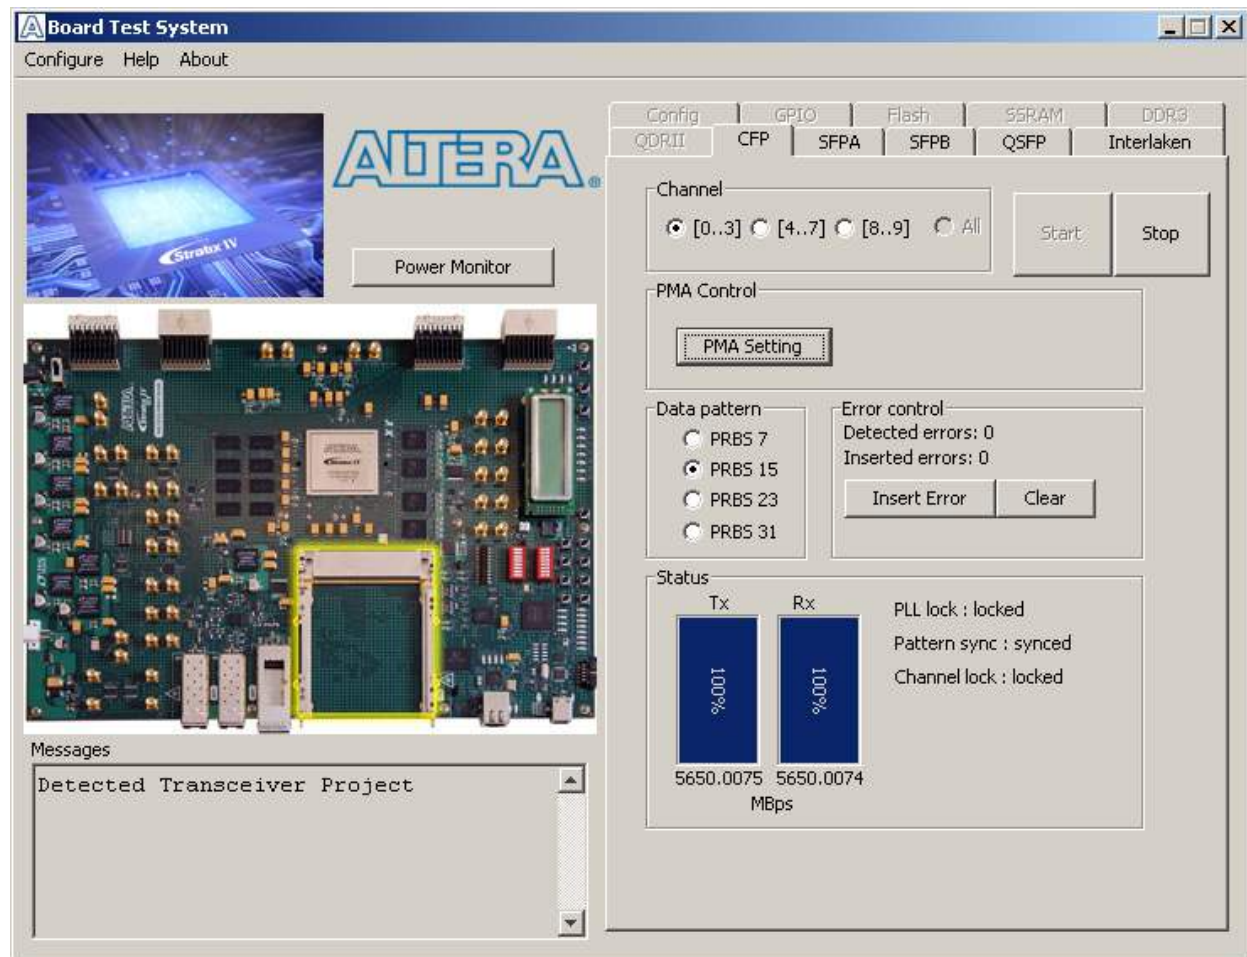 Board Test System
Configure Help About
ALTERA®
Stratix IV
Power Monitor
Messages
Detected Transceiver Project
Config GPIO Flash SSRAM DDR3
QDRII CFP SFPA SFPB QSFP Interlaken
Channel
[0..3] [4..7] [8..9] All
Start Stop
PMA Control
PMA Setting
Data pattern
PRBS 7
PRBS 15
PRBS 23
PRBS 31
Error control
Detected errors: 0
Inserted errors: 0
Insert Error Clear
Status
Tx Rx
100% 100%
5650.0075 5650.0074
MBps
PLL lock : locked
Pattern sync : synced
Channel lock : locked